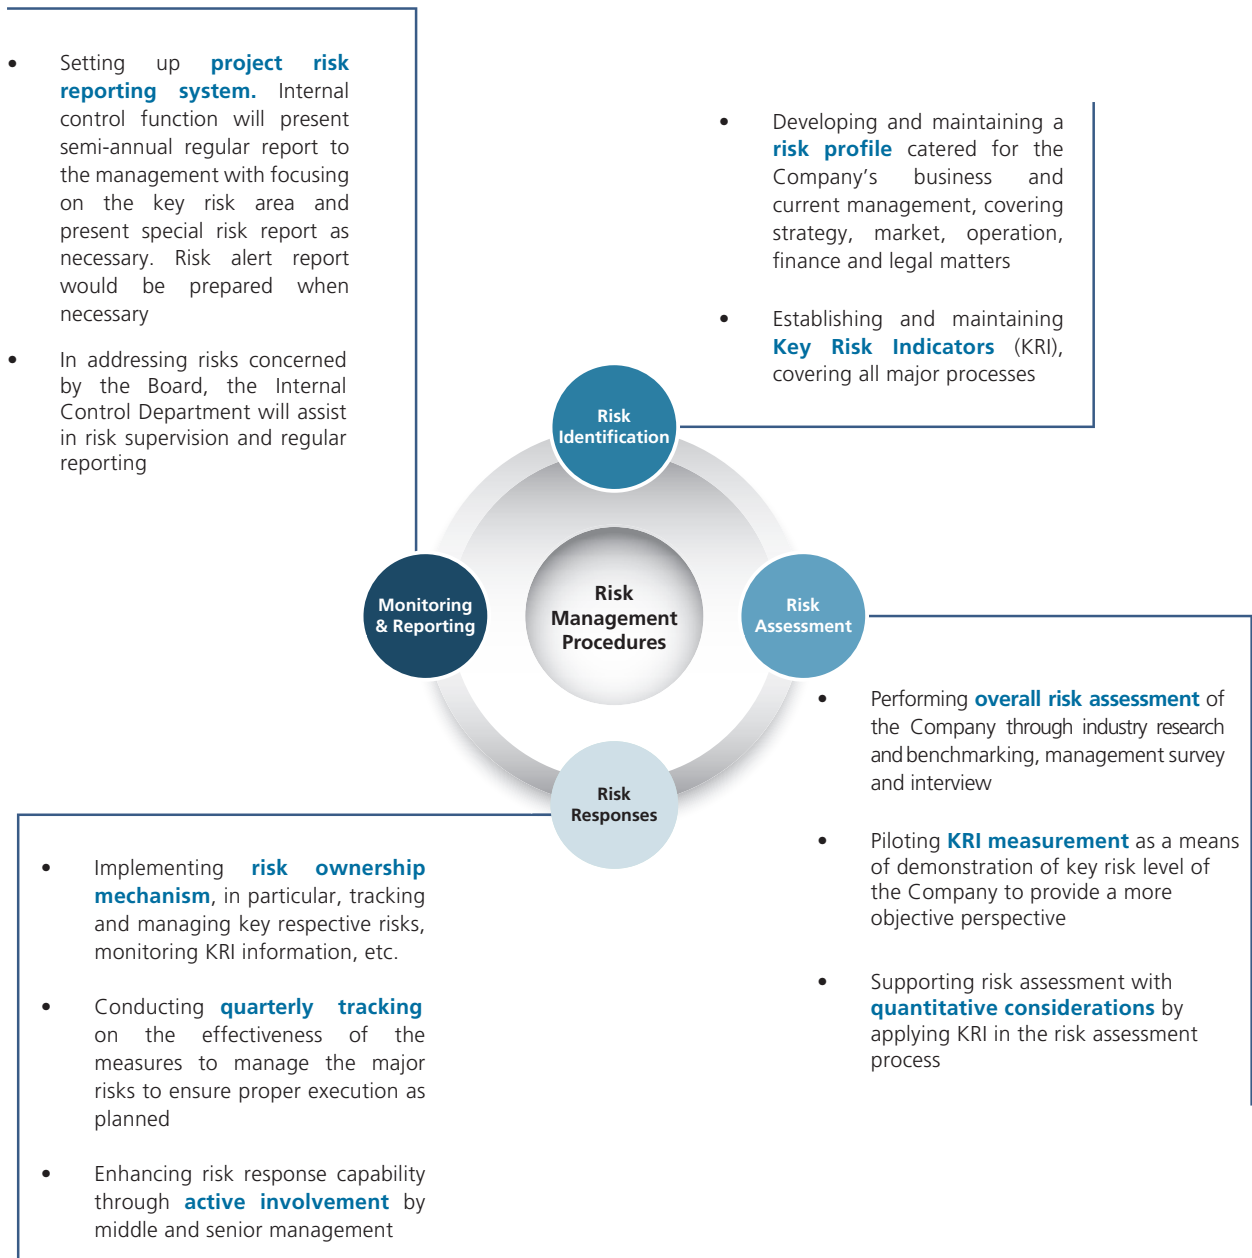 • Setting up project risk
reporting system. Internal
control function will present
semi-annual regular report to
the management with focusing
on the key risk area and
present special risk report as
necessary. Risk alert report
would be prepared when
necessary
• In addressing risks concerned
by the Board, the Internal
Control Department will assist
in risk supervision and regular
reporting
• Developing and maintaining a
risk profile catered for the
Company’s business and
current management, covering
strategy, market, operation,
finance and legal matters
• Establishing and maintaining
Key Risk Indicators (KRI),
covering all major processes
Risk
Identification
Monitoring
& Reporting
Risk
Management
Procedures
Risk
Assessment
Risk
Responses
• Performing overall risk assessment of
the Company through industry research
and benchmarking, management survey
and interview
• Piloting KRI measurement as a means
of demonstration of key risk level of
the Company to provide a more
objective perspective
• Supporting risk assessment with
quantitative considerations by
applying KRI in the risk assessment
process
• Implementing risk ownership
mechanism, in particular, tracking
and managing key respective risks,
monitoring KRI information, etc.
• Conducting quarterly tracking
on the effectiveness of the
measures to manage the major
risks to ensure proper execution as
planned
• Enhancing risk response capability
through active involvement by
middle and senior management